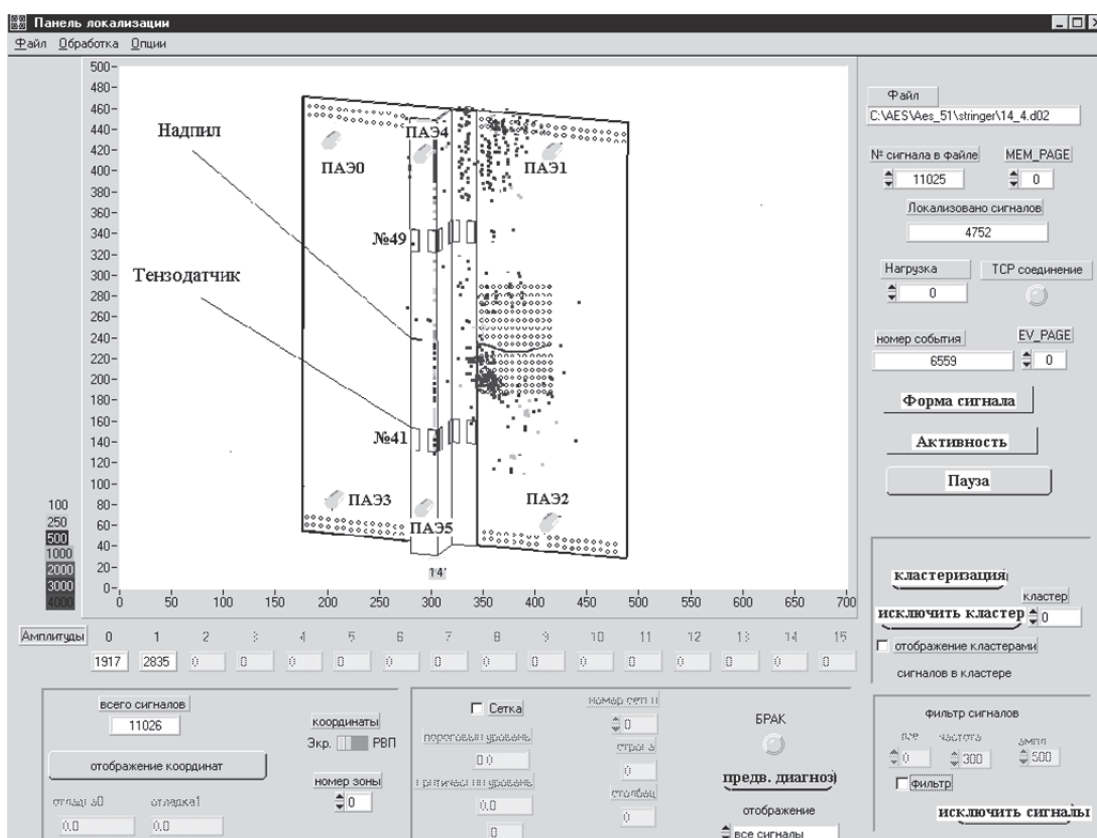 Панель локализации
Файл Обработка Опции
500
480
460
440
420
400
380
360
340
320
300
280
260
240
220
200
180
160
140
120
100
80
60
40
20
0
0 50 100 150 200 250 300 350 400 450 500 550 600 650 700
Надпил
Тензодатчик
ПАЭ0
ПАЭ4
ПАЭ1
№49
№41
ПАЭ3
ПАЭ5
ПАЭ2
14
100
250
500
1000
2000
3000
4000
Файл
C:\AES\Aes_51\stringer\14_4.d02
№ сигнала в файле MEM_PAGE
11025 0
Локализовано сигналов
4752
Нагрузка TCP соединение
0
номер события EV_PAGE
6559 0
Форма сигнала
Активность
Пауза
кластеризация
кластер
исключить кластер 0
отображение кластерами
сигналов в кластере
Амплитуды 0 1 2 3 4 5 6 7 8 9 10 11 12 13 14 15
1917 2835 0 0 0 0 0 0 0 0 0 0 0 0 0 0
всего сигналов
11026
координаты
Экр. РВП
отображение координат
номер зоны
0
отладка1
0.0 0.0
Сетка
0
пороговый уровень
0.0
0
уровень
0.0
столбец
0
0
БРАК
предв. диагноз
отображение
все сигналы
Фильтр сигналов
все частота ампл
0 300 500
Фильтр
исключить сигналы